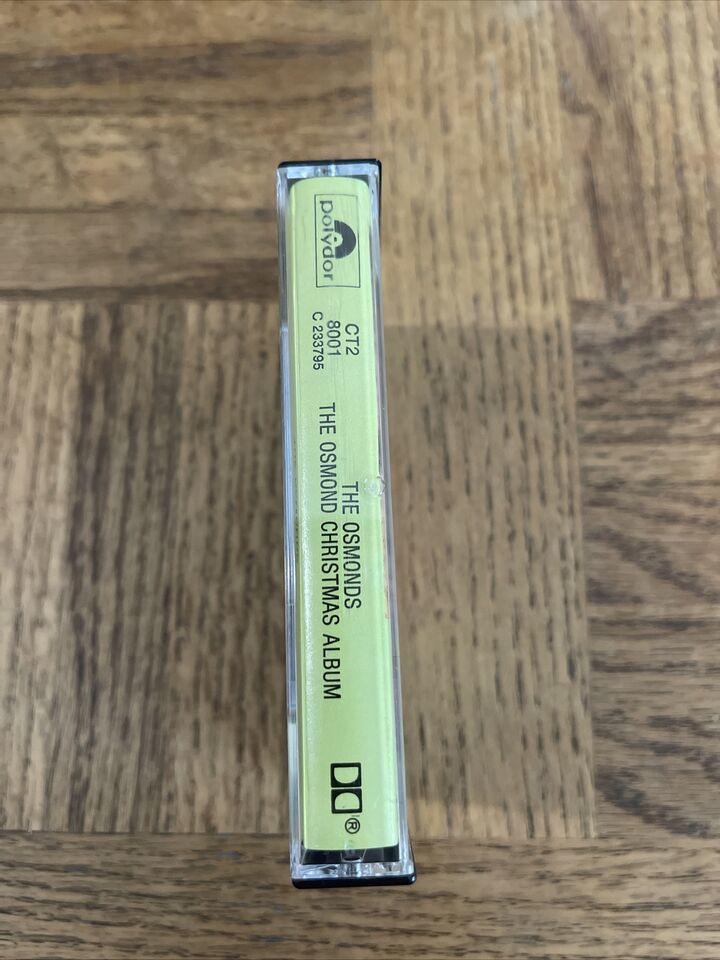 polydor
CT2
8001
C 233795
THE OSMONDS
THE OSMOND CHRISTMAS ALBUM
®